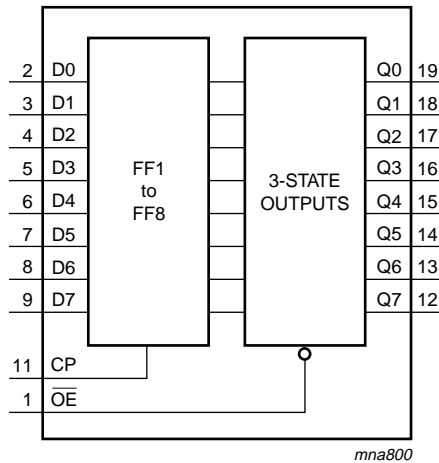 2 D0 Q0 19
3 D1 Q1 18
4 D2 Q2 17
5 D3 Q3 16
6 D4 Q4 15
7 D5 Q5 14
8 D6 Q6 13
9 D7 Q7 12
FF1
to
FF8
3-STATE
OUTPUTS
11 CP
1 O̅E̅
mna800